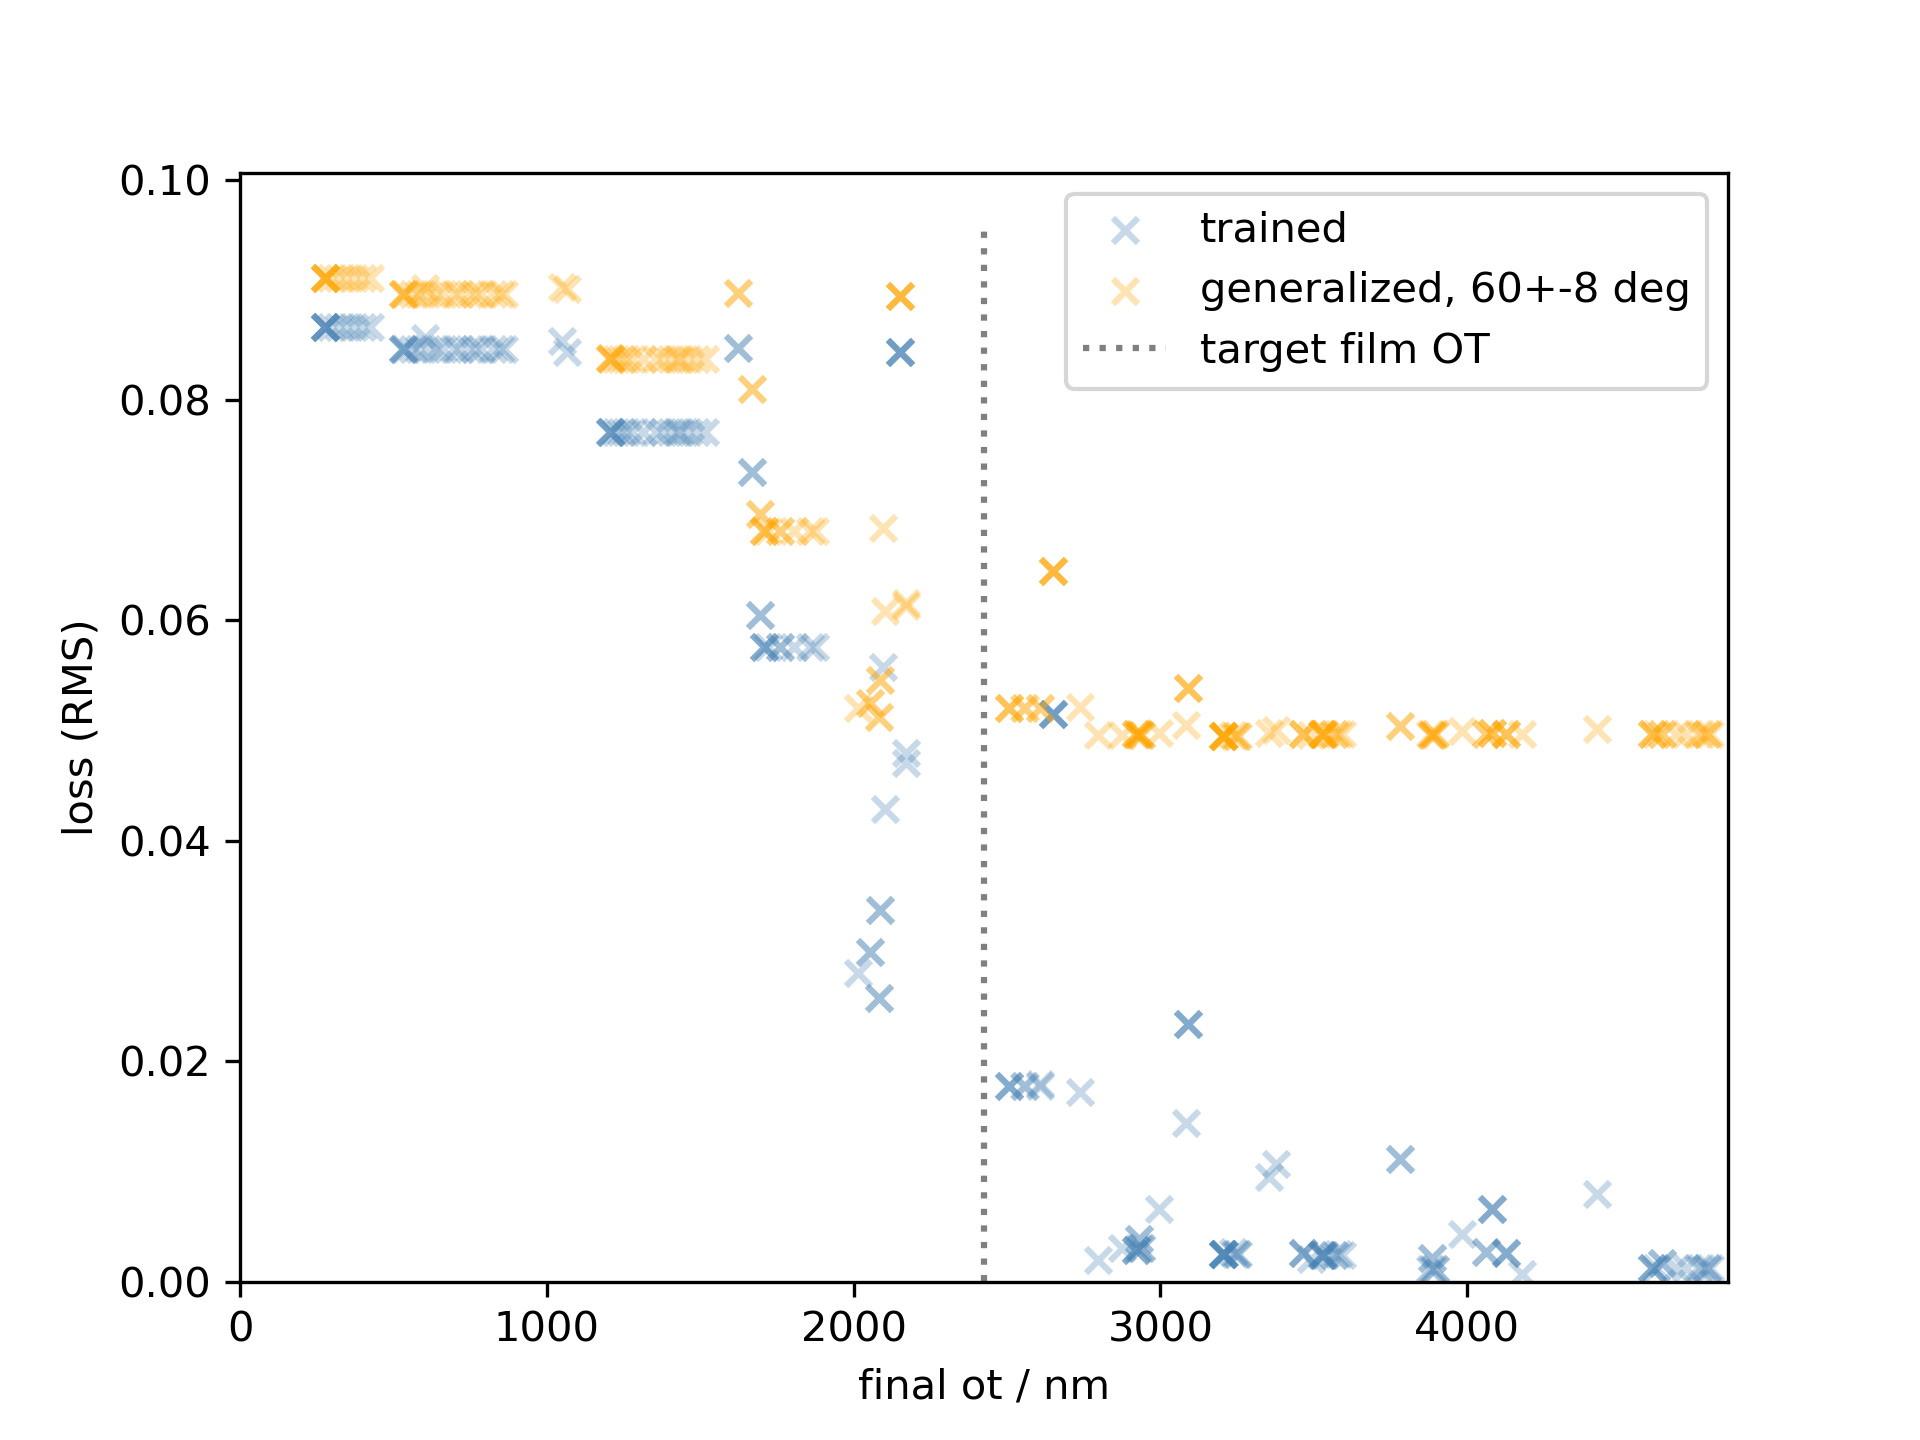 0.10
0.08
0.06
0.04
0.02
0.00
loss (RMS)
trained
generalized, 60+-8 deg
target film OT
0
1000
2000
3000
4000
final ot / nm